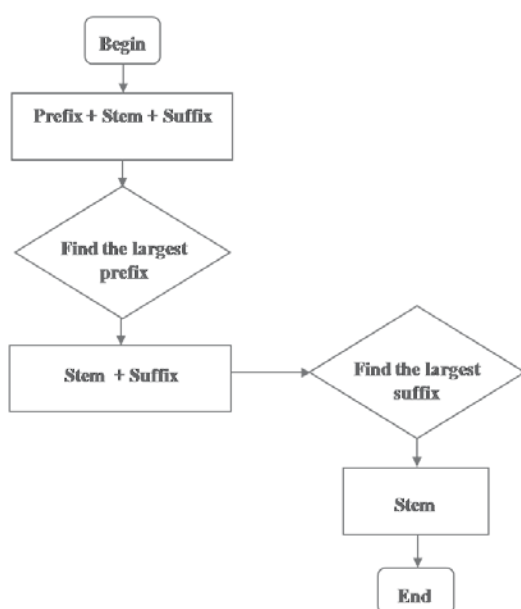 Begin
Prefix + Stem + Suffix
Find the largest
prefix
Stem + Suffix
Find the largest
suffix
Stem
End